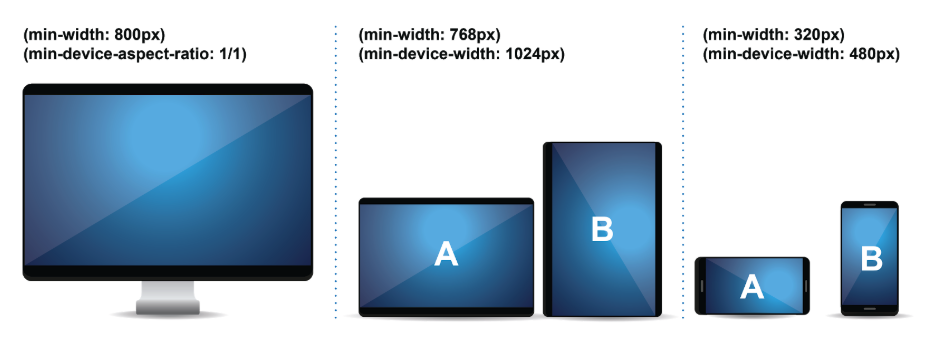 (min-width: 800px)
(min-device-aspect-ratio: 1/1)
(min-width: 768px)
(min-device-width: 1024px)
A
B
(min-width: 320px)
(min-device-width: 480px)
A
B